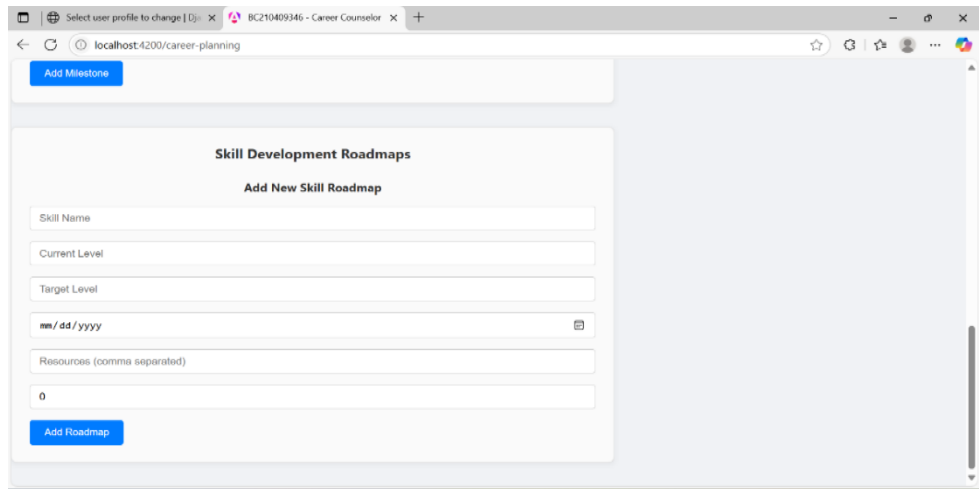 Select user profile to change | Dja
BC210409346 - Career Counselor
localhost:4200/career-planning
Add Milestone
Skill Development Roadmaps
Add New Skill Roadmap
Skill Name
Current Level
Target Level
mm/dd/yyyy
Resources (comma separated)
0
Add Roadmap